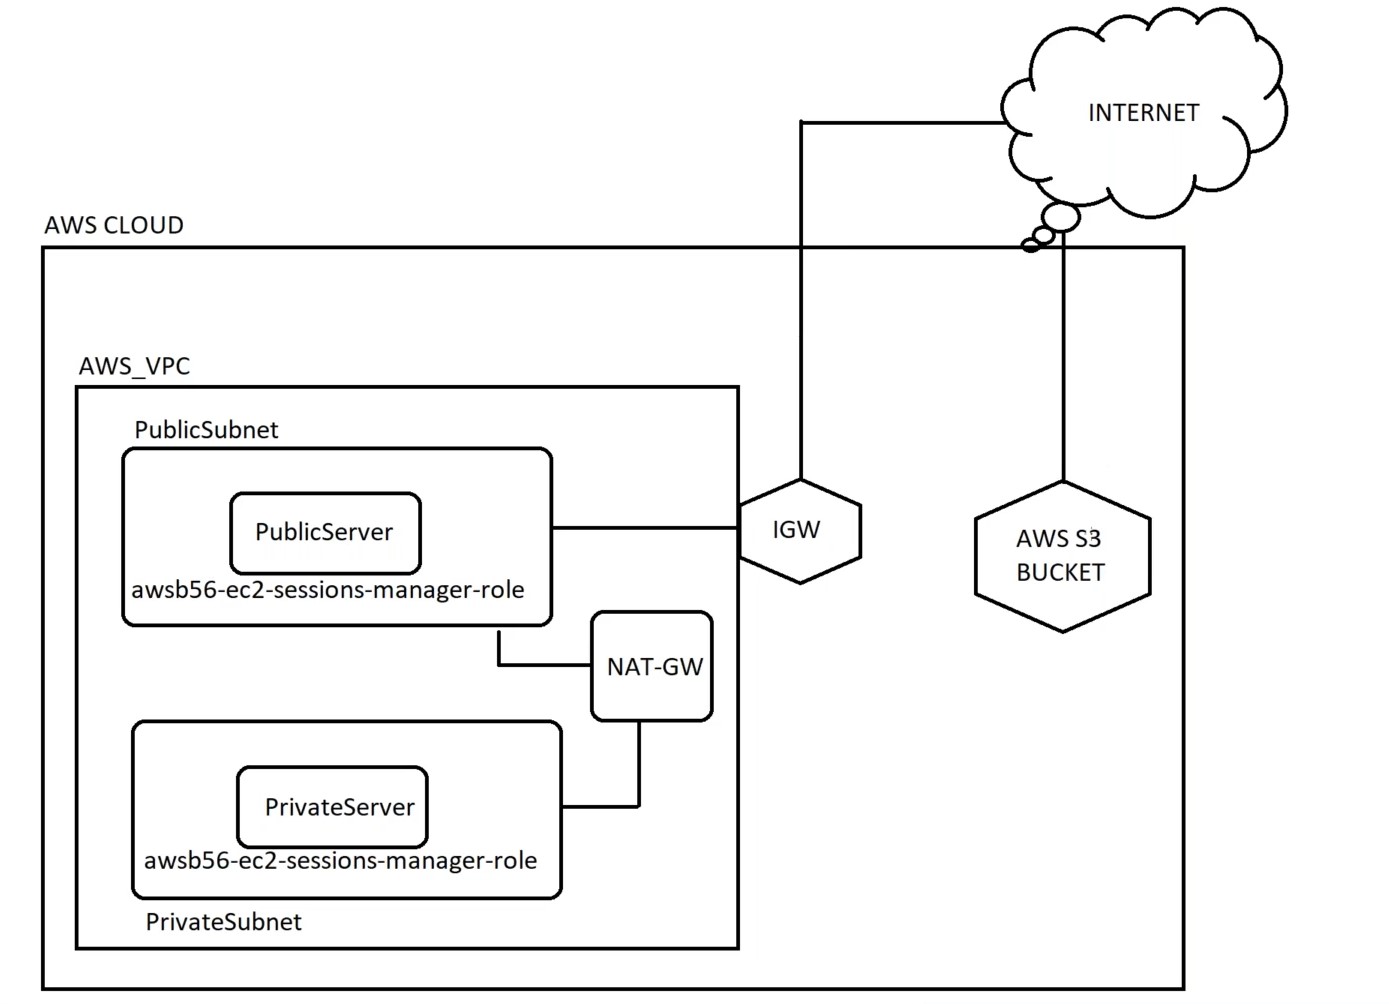 INTERNET
AWS CLOUD
AWS_VPC
PublicSubnet
PublicServer
awsb56-ec2-sessions-manager-role
IGW
AWS S3
BUCKET
NAT-GW
PrivateServer
awsb56-ec2-sessions-manager-role
PrivateSubnet